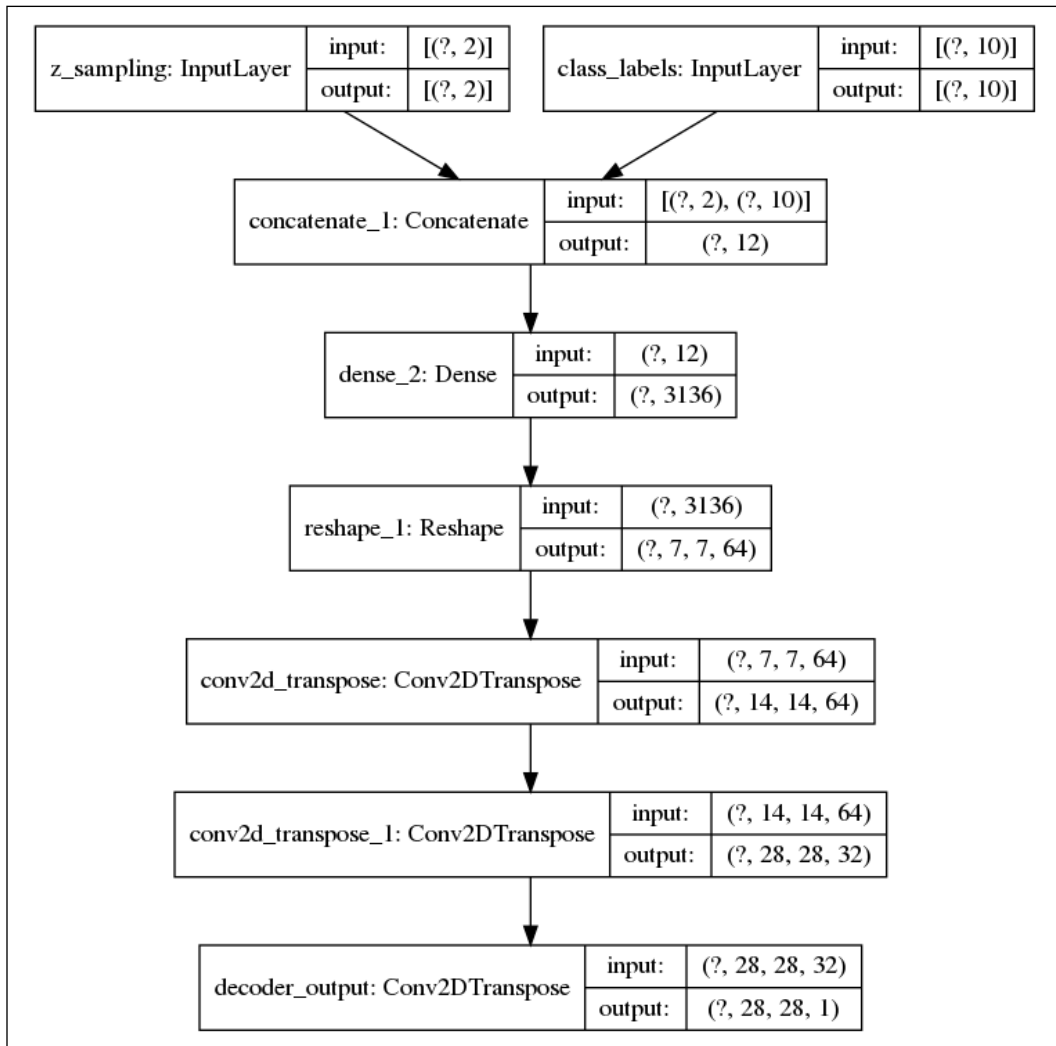 z_sampling: InputLayer
input: [(?, 2)]
output: [(?, 2)]
class_labels: InputLayer
input: [(?, 10)]
output: [(?, 10)]
concatenate_1: Concatenate
input: [(?, 2), (?, 10)]
output: (?, 12)
dense_2: Dense
input: (?, 12)
output: (?, 3136)
reshape_1: Reshape
input: (?, 3136)
output: (?, 7, 7, 64)
conv2d_transpose: Conv2DTranspose
input: (?, 7, 7, 64)
output: (?, 14, 14, 64)
conv2d_transpose_1: Conv2DTranspose
input: (?, 14, 14, 64)
output: (?, 28, 28, 32)
decoder_output: Conv2DTranspose
input: (?, 28, 28, 32)
output: (?, 28, 28, 1)